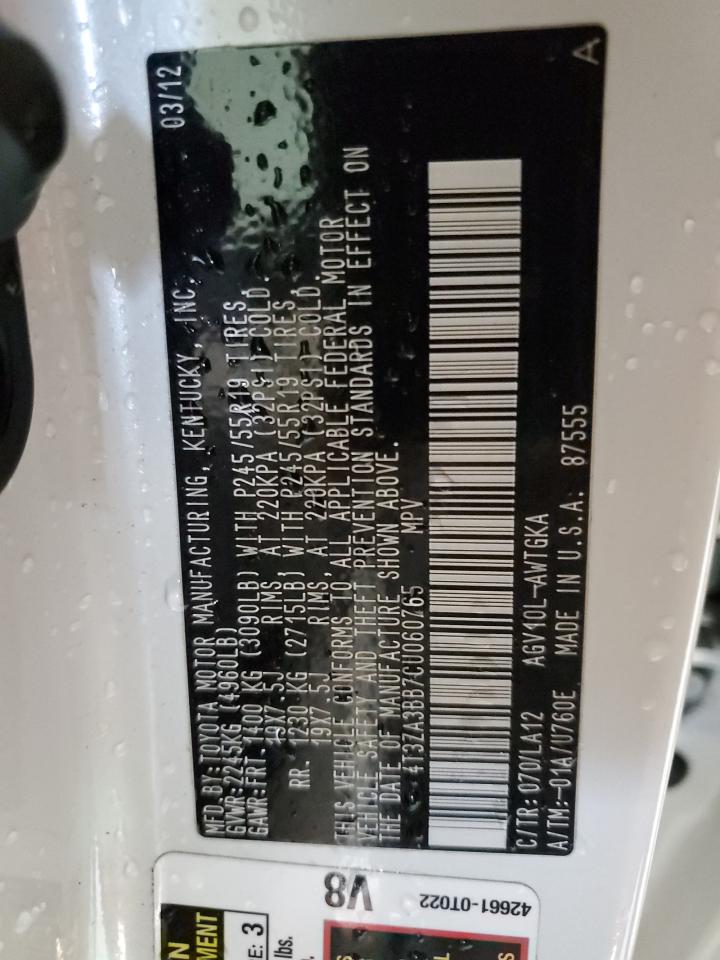 MFD. BY: TOYOTA MOTOR MANUFACTURING, KENTUCKY, INC. 03/12
GVWR: 2245KG (4960LB)
GAWR: FRT. 1400 KG (3090LB) WITH P245/55R19 TIRES,
19X7.5J RIMS, AT 220KPA (32PSI) COLD.
RR. 1230 KG (2715LB) WITH P245/55R19 TIRES
19X7.5J RIMS, AT 220KPA (32PSI) COLD.
THIS VEHICLE CONFORMS TO ALL APPLICABLE FEDERAL MOTOR
VEHICLE SAFETY AND THEFT PREVENTION STANDARDS IN EFFECT ON
THE DATE OF MANUFACTURE SHOWN ABOVE.
4T3ZA3BB7CU060765 MPV
C/TR: 070/LA12 AGV10L-AWTGKA
A/TM:-01A/U760E MADE IN U.S.A. 87555
A
V8
42661-0T022
E: 3
lbs.